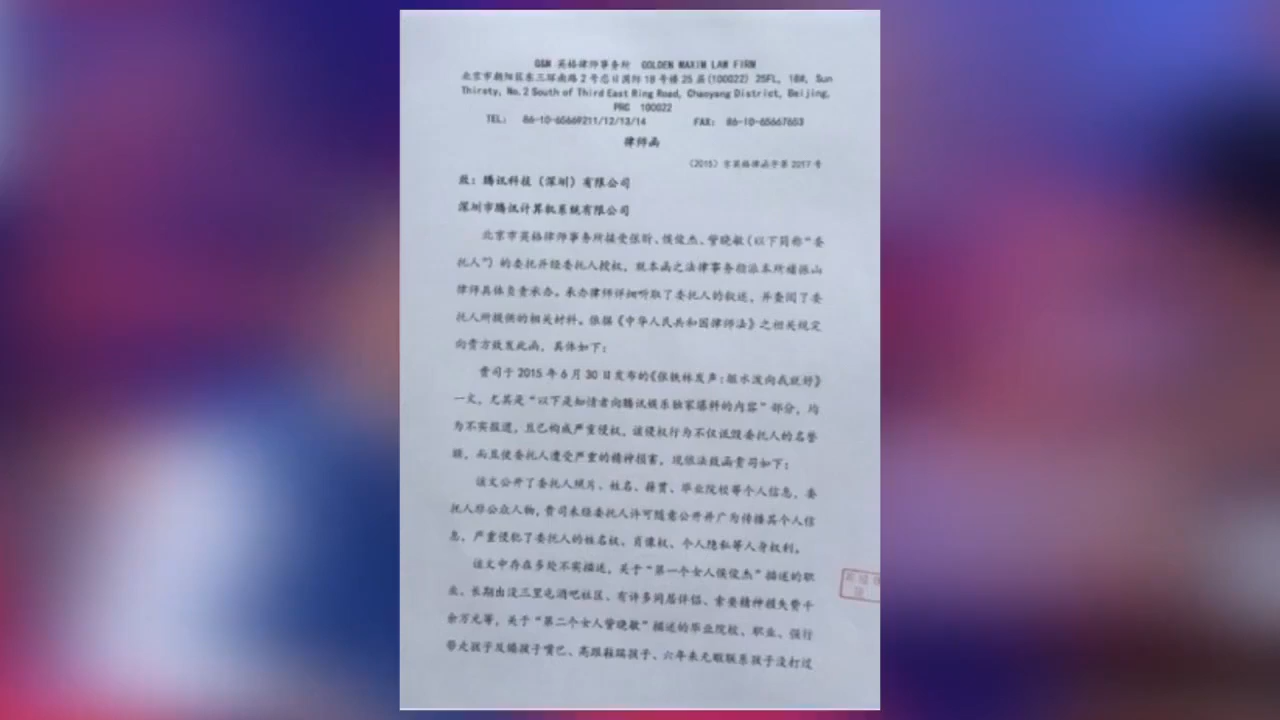 G&M 英格律师事务所 GOLDEN MAXIM LAW FIRM
北京市朝阳区东三环南路2号忠日国际18号楼25层(100022) 25FL, 18#, Sun
Thirsty, No.2 South of Third East Ring Road, Chaoyang District, Beijing,
PRC 100022
TEL: 86-10-65669211/12/13/14 FAX: 86-10-65667603
律师函
(2015)京英格律函字第2017号
致:腾讯科技(深圳)有限公司
深圳市腾讯计算机系统有限公司
北京市英格律师事务所接受张昕、侯俊杰、訾晓敏(以下简称“委
托人”)的委托并经委托人授权,就本函之法律事务指派本所
律师具体负责承办。承办律师详细听取了委托人的叙述,并查阅了委
托人所提供的相关材料。依据《中华人民共和国律师法》之相关规定
向贵方致发此函,具体如下:
贵司于2015年6月30日发布的《张铁林发声:脏水泼向我就好》
一文,尤其是“以下是知情者向腾讯娱乐独家爆料的内容”部分,均
为不实报道,且已构成严重侵权,该侵权行为不仅诋毁委托人的名誉
权,而且使委托人遭受严重的精神损害,现依法致函贵司如下:
该文公开了委托人照片、姓名、籍贯、毕业院校等个人信息,委
托人非公众人物,贵司未经委托人许可随意公开并广为传播其个人信
息,严重侵犯了委托人的姓名权、肖像权、个人隐私等人身权利。
该文中存在多处不实描述,关于“第一个女人侯俊杰”描述的职
业、长期出没三里屯酒吧社区、有许多同居伴侣、索要精神损失费千
余万元等,关于“第二个女人訾晓敏”描述的毕业院校、职业、强行
带走孩子及捂孩子嘴巴、高跟鞋踹孩子、六年来无暇联系孩子没打过